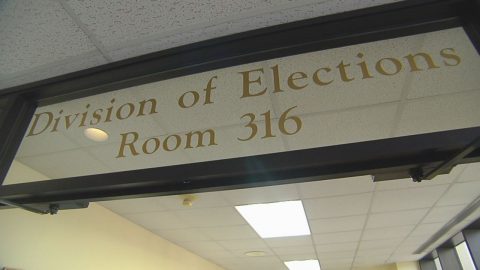 Division of Elections
Room 316